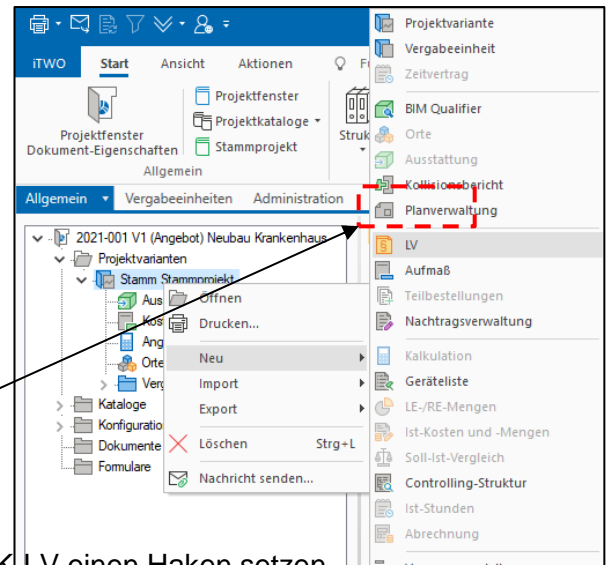 iTWO Start Ansicht Aktionen
Projektfenster
Projektkataloge
Stammprojekt
Projektfenster
Dokument-Eigenschaften
Allgemein
Allgemein Vergabeeinheiten Administration
2021-001 V1 (Angebot) Neubau Krankenhaus
Projektvarianten
Stamm Stammprojekt
Orte
Kataloge
Dokumente
Formulare
Öffnen
Drucken...
Neu
Import
Export
Löschen Strg+L
Nachricht senden...
Projektvariante
Vergabeeinheit
Zeitvertrag
BIM Qualifier
Orte
Ausstattung
Kollisionsbericht
Planverwaltung
LV
Aufmaß
Teilbestellungen
Nachtragsverwaltung
Kalkulation
Geräteliste
LE-/RE-Mengen
Ist-Kosten und -Mengen
Soll-Ist-Vergleich
Controlling-Struktur
Ist-Stunden
Abrechnung
LV einen Haken setzen